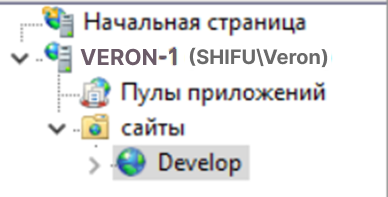 Начальная страница
VERON-1 (SHIFU\Veron)
Пулы приложений
сайты
Develop